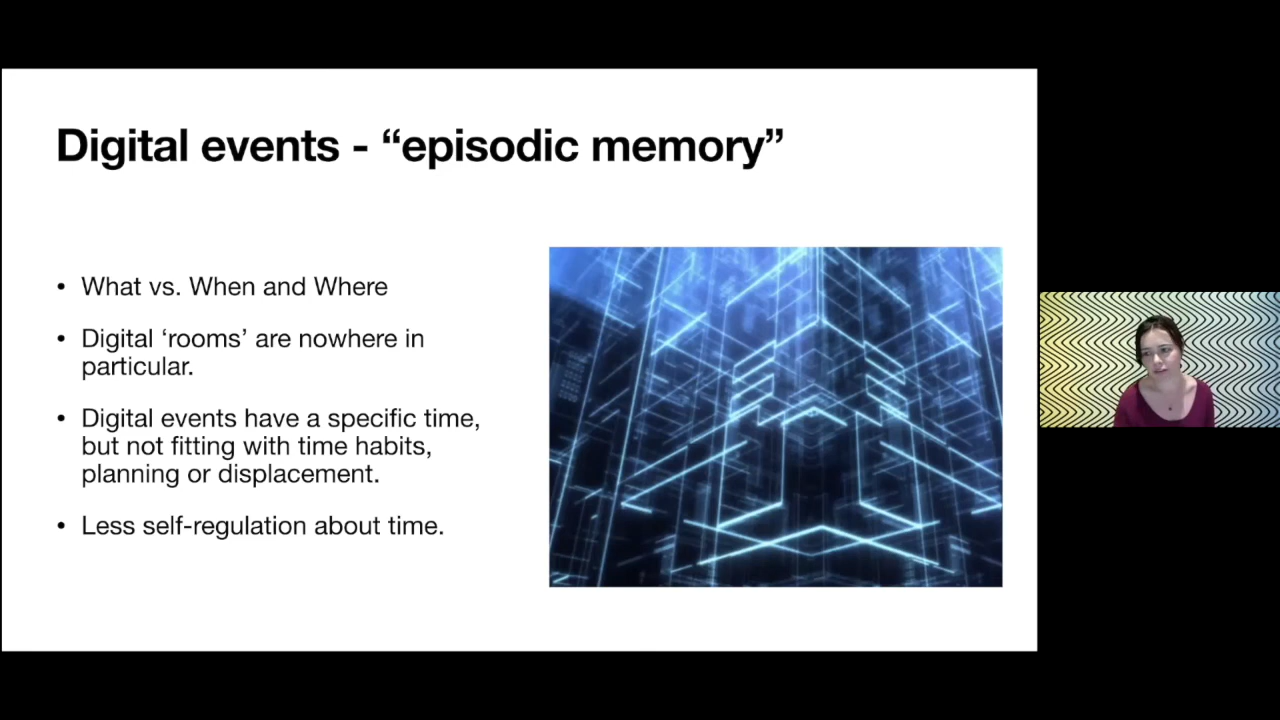 Digital events - “episodic memory”
• What vs. When and Where
• Digital ‘rooms’ are nowhere in
particular.
• Digital events have a specific time,
but not fitting with time habits,
planning or displacement.
• Less self-regulation about time.